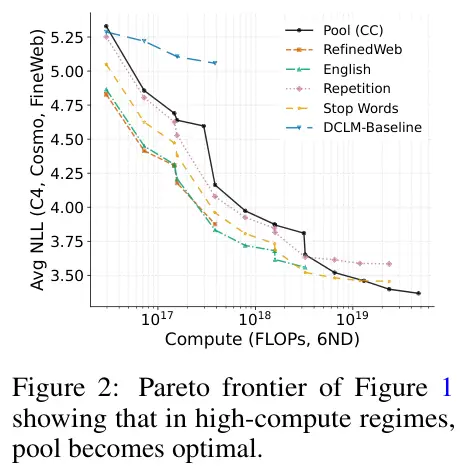 Avg NLL (C4, Cosmo, FineWeb)
5.25
5.00
4.75
4.50
4.25
4.00
3.75
3.50
Pool (CC)
RefinedWeb
English
Repetition
Stop Words
DCLM-Baseline
10^17
10^18
10^19
Compute (FLOPs, 6ND)
Figure 2: Pareto frontier of Figure 1
showing that in high-compute regimes,
pool becomes optimal.